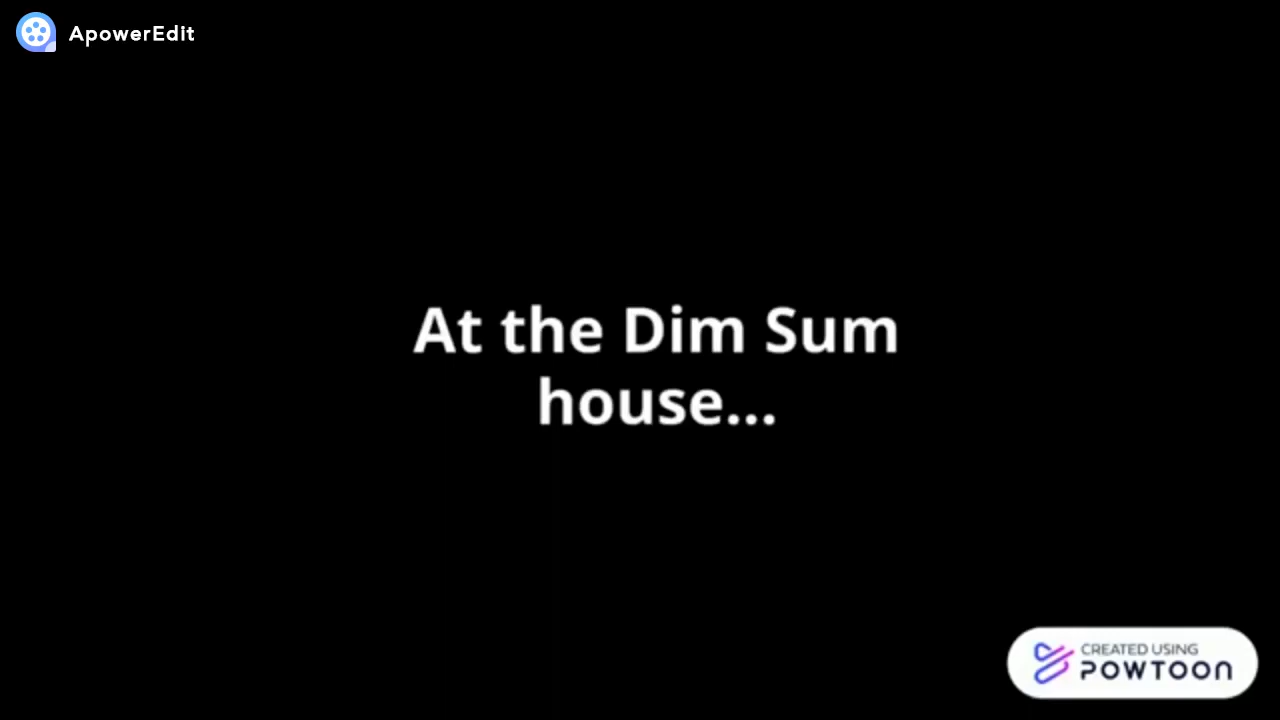 ApowerEdit
At the Dim Sum
house...
CREATED USING
POWTOON